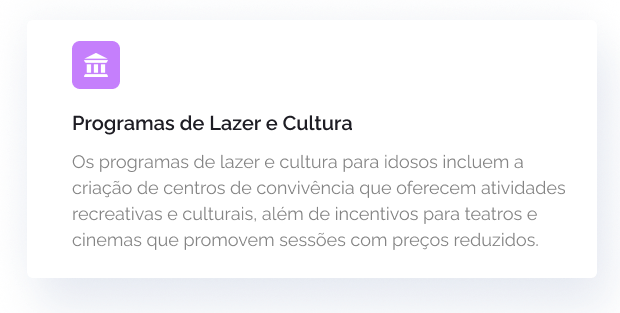 Programas de Lazer e Cultura
Os programas de lazer e cultura para idosos incluem a
criação de centros de convivência que oferecem atividades
recreativas e culturais, além de incentivos para teatros e
cinemas que promovem sessões com preços reduzidos.